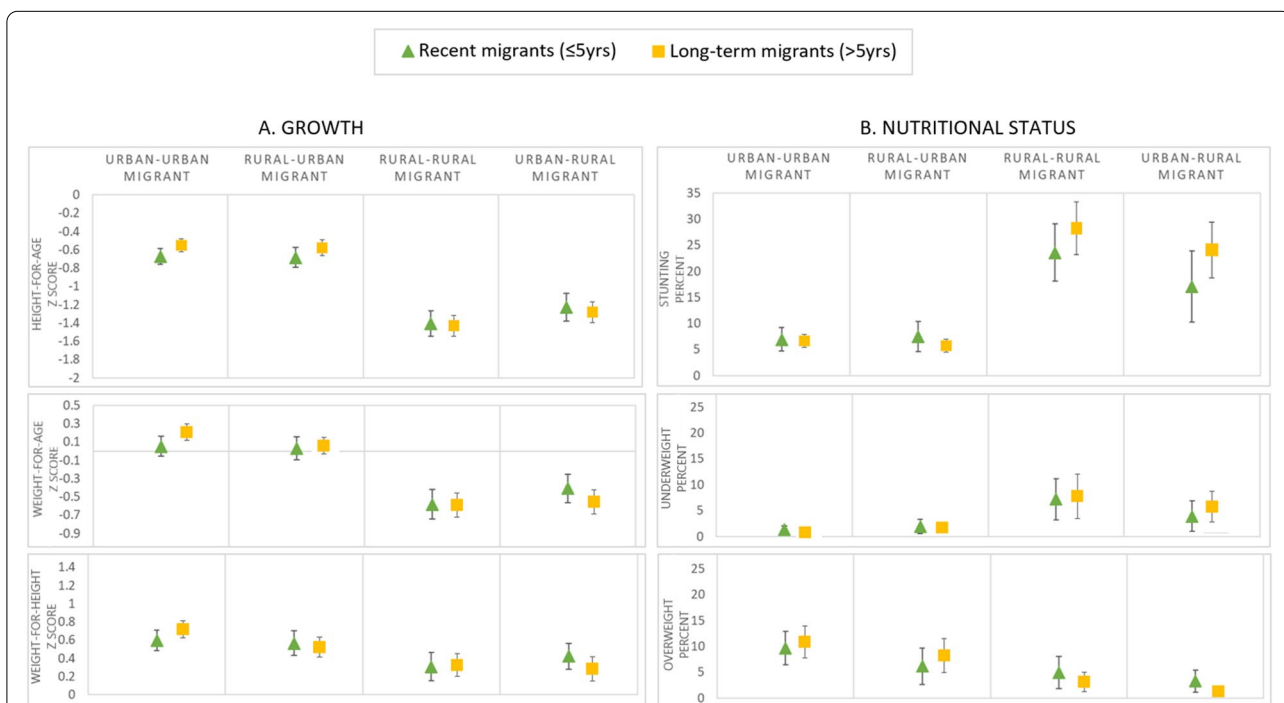 Recent migrants (≤5yrs) Long-term migrants (>5yrs)
A. GROWTH
URBAN-URBAN MIGRANT
RURAL-URBAN MIGRANT
RURAL-RURAL MIGRANT
URBAN-RURAL MIGRANT
HEIGHT-FOR-AGE
Z SCORE
0
-0.2
-0.4
-0.6
-0.8
-1
-1.2
-1.4
-1.6
-1.8
-2
WEIGHT-FOR-AGE
Z SCORE
0.5
0.3
0.1
-0.1
-0.3
-0.5
-0.7
-0.9
WEIGHT-FOR-HEIGHT
Z SCORE
1.4
1.2
1
0.8
0.6
0.4
0.2
0
B. NUTRITIONAL STATUS
URBAN-URBAN MIGRANT
RURAL-URBAN MIGRANT
RURAL-RURAL MIGRANT
URBAN-RURAL MIGRANT
STUNTING
PERCENT
35
30
25
20
15
10
5
0
UNDERWEIGHT
PERCENT
25
20
15
10
5
0
OVERWEIGHT
PERCENT
25
20
15
10
5
0